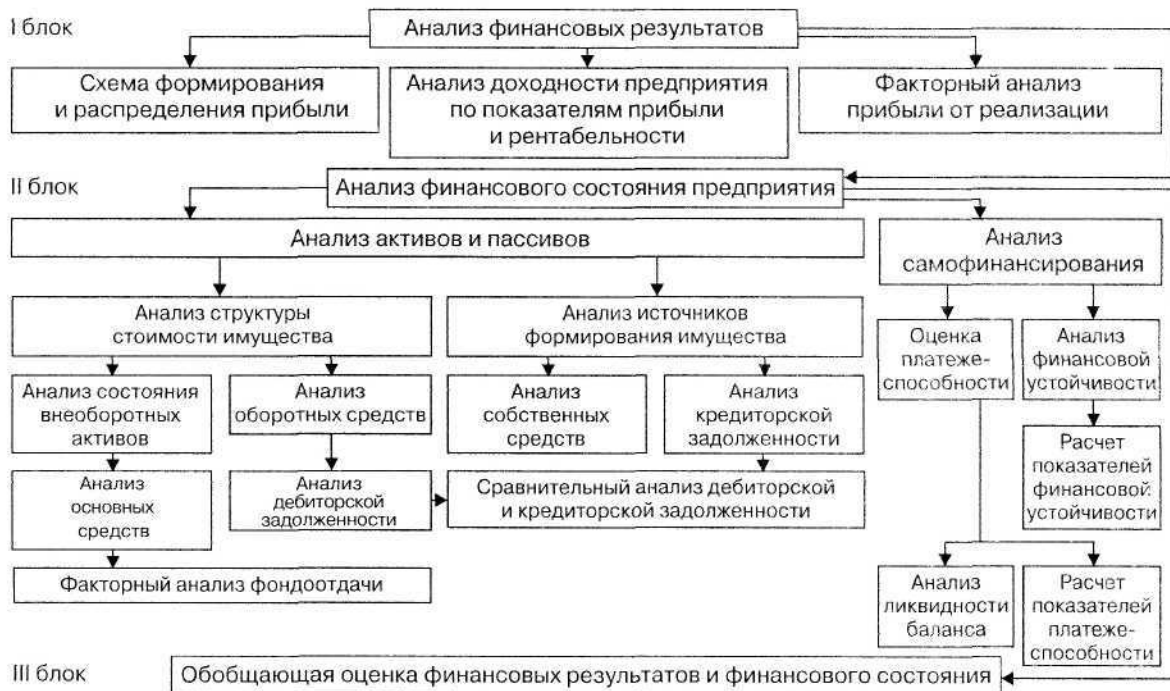 I блок
Анализ финансовых результатов
Схема формирования
и распределения прибыли
Анализ доходности предприятия
по показателям прибыли
и рентабельности
Факторный анализ
прибыли от реализации
II блок
Анализ финансового состояния предприятия
Анализ активов и пассивов
Анализ
самофинансирования
Анализ структуры
стоимости имущества
Анализ источников
формирования имущества
Оценка
платеже-
способности
Анализ
финансовой
устойчивости
Анализ состояния
внеоборотных
активов
Анализ
оборотных средств
Анализ
собственных
средств
Анализ
кредиторской
задолженности
Расчет
показателей
финансовой
устойчивости
Анализ
основных
средств
Анализ
дебиторской
задолженности
Сравнительный анализ дебиторской
и кредиторской задолженности
Факторный анализ фондоотдачи
Анализ
ликвидности
баланса
Расчет
показателей
платеже-
способности
III блок
Обобщающая оценка финансовых результатов и финансового состояния